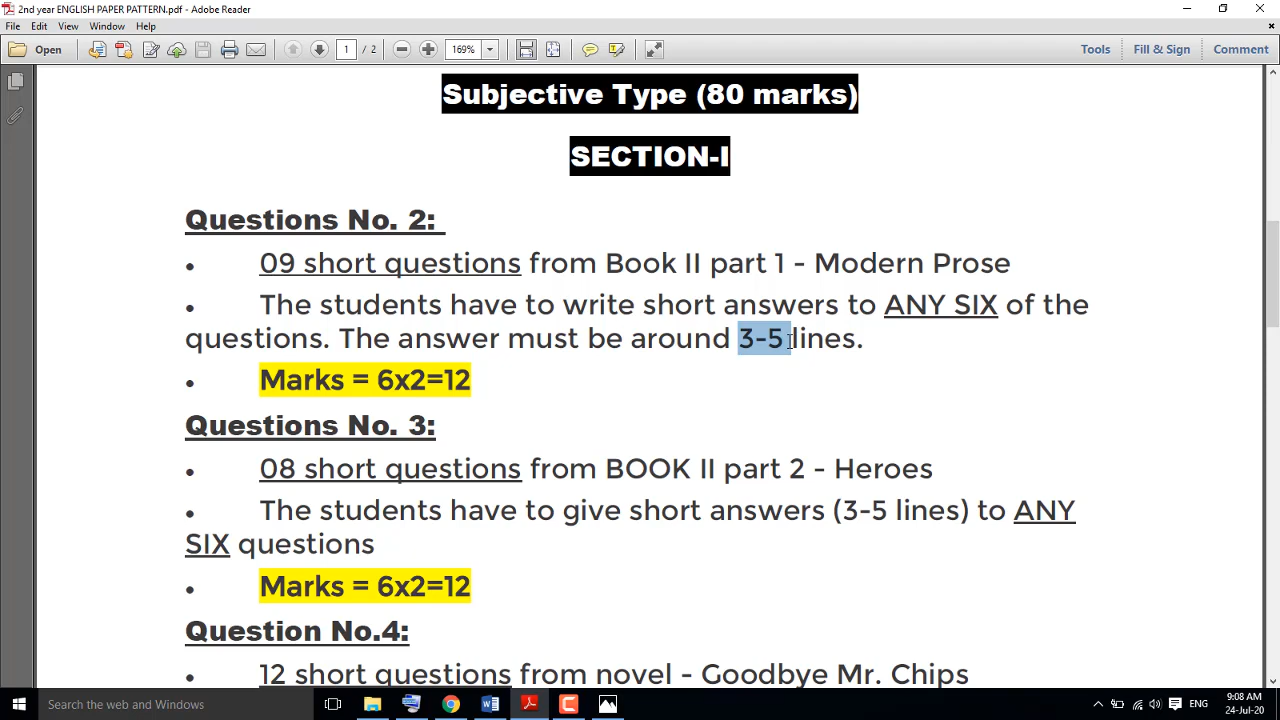 2nd year ENGLISH PAPER PATTERN.pdf - Adobe Reader
File Edit View Window Help
Open 1 / 2 169% Tools Fill & Sign Comment
Subjective Type (80 marks)
SECTION-I
Questions No. 2:
• 09 short questions from Book II part 1 - Modern Prose
• The students have to write short answers to ANY SIX of the
questions. The answer must be around 3-5 lines.
• Marks = 6x2=12
Questions No. 3:
• 08 short questions from BOOK II part 2 - Heroes
• The students have to give short answers (3-5 lines) to ANY
SIX questions
• Marks = 6x2=12
Question No.4:
• 12 short questions from novel - Goodbye Mr. Chips
Search the web and Windows
ENG
9:08 AM
24-Jul-20